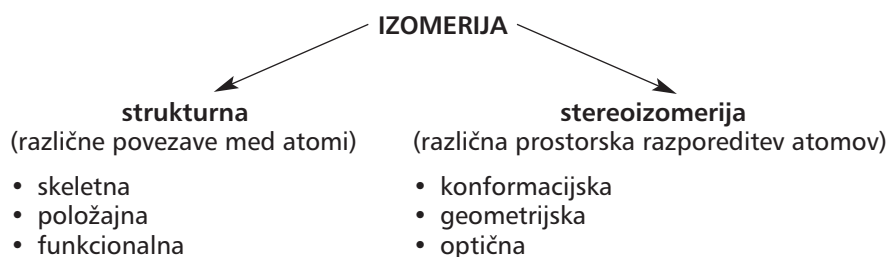 IZOMERIJA
strukturna
(različne povezave med atomi)
• skeletna
• položajna
• funkcionalna
stereoizomerija
(različna prostorska razporeditev atomov)
• konformacijska
• geometrijska
• optična